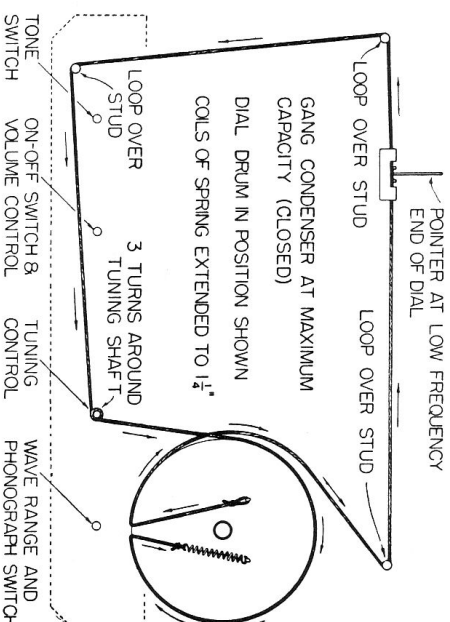 POINTER AT LOW FREQUENCY
END OF DIAL
LOOP OVER STUD
LOOP OVER STUD
GANG CONDENSER AT MAXIMUM
CAPACITY (CLOSED)
DIAL DRUM IN POSITION SHOWN
COILS OF SPRING EXTENDED TO 1 1/4"
LOOP OVER
STUD
3 TURNS AROUND
TUNING SHAFT
TONE
SWITCH
ON-OFF SWITCH &
VOLUME CONTROL
TUNING
CONTROL
WAVE RANGE AND
PHONOGRAPH SWITCH